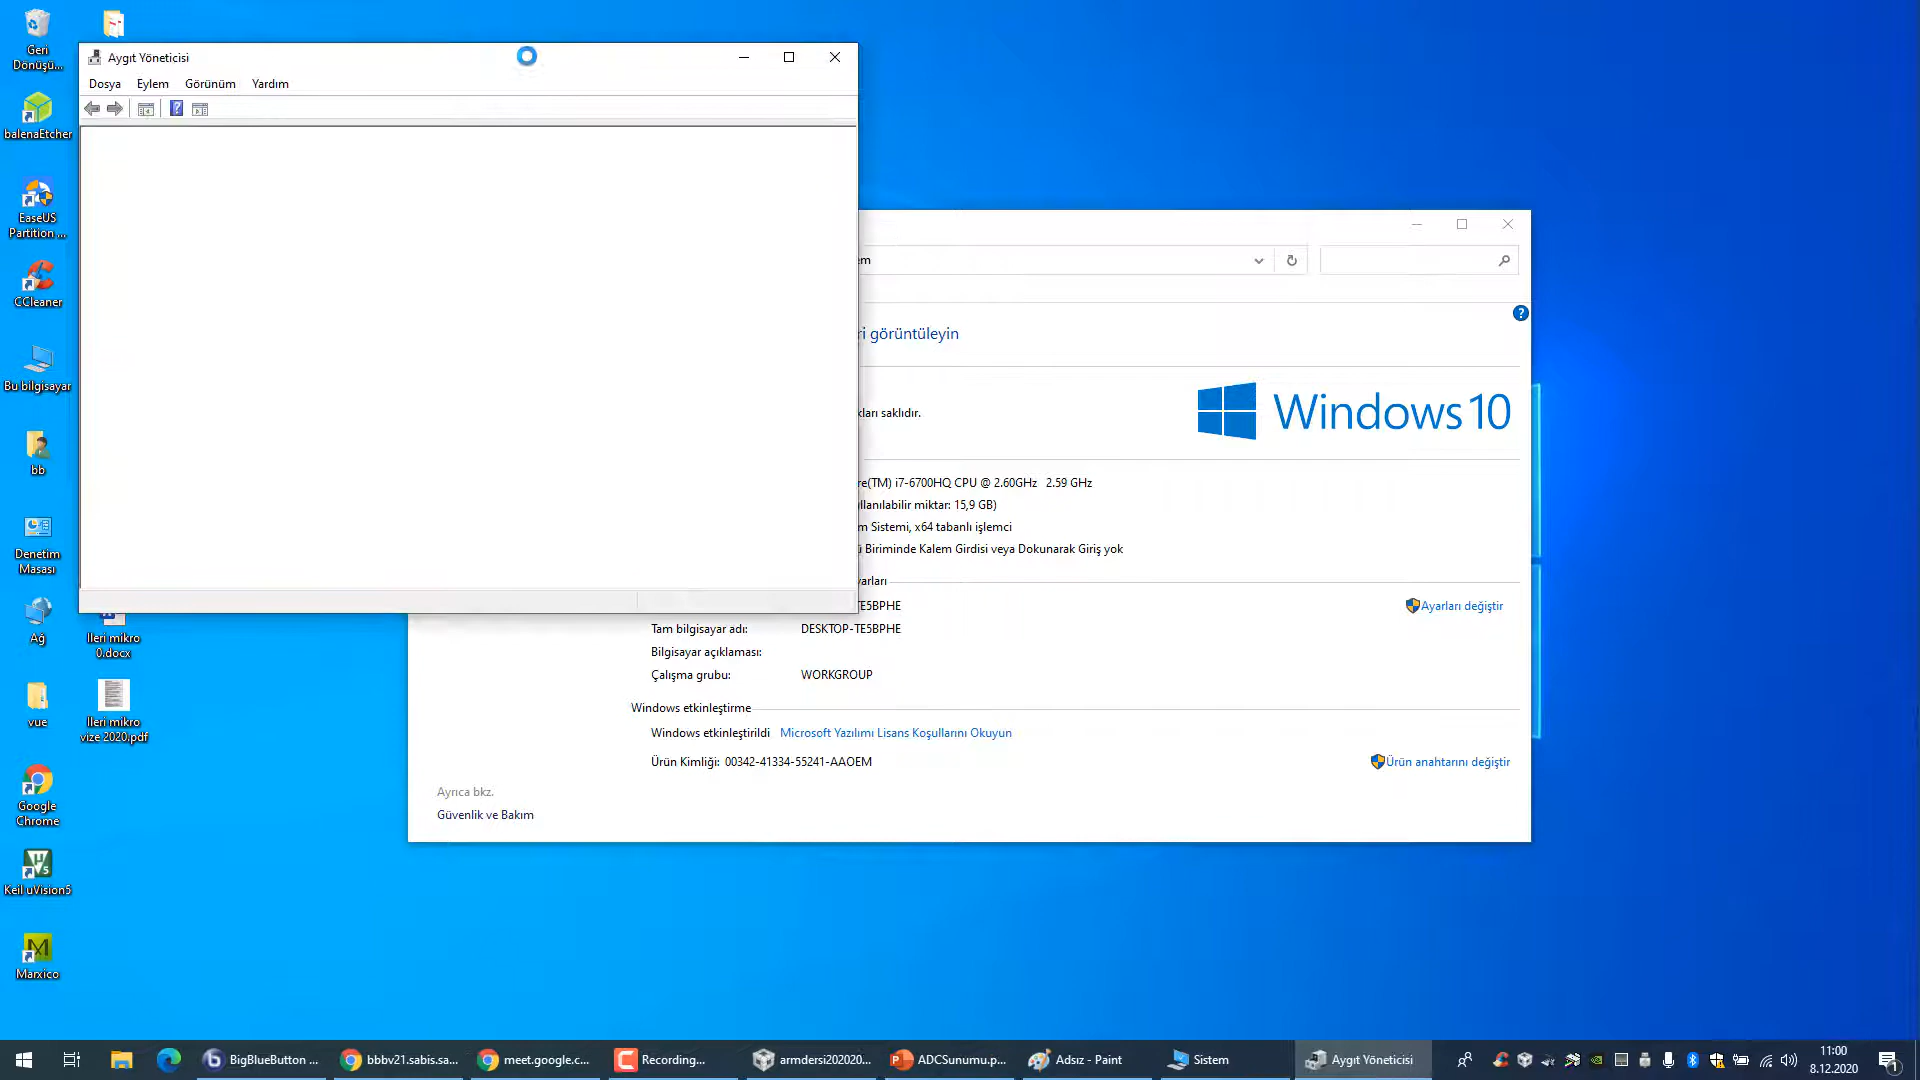 Geri
Dönüşü...
balenaEtcher
EaseUS
Partition ...
CCleaner
Bu bilgisayar
bb
Denetim
Masası
Ağ
vue
Google
Chrome
Keil uVision5
Marxico
İleri mikro
0.docx
İleri mikro
vize 2020.pdf
Aygıt Yöneticisi
Dosya Eylem Görünüm Yardım
em
ri görüntüleyin
kları saklıdır.
Windows 10
re(TM) i7-6700HQ CPU @ 2.60GHz 2.59 GHz
ullanılabilir miktar: 15,9 GB)
m Sistemi, x64 tabanlı işlemci
ü Biriminde Kalem Girdisi veya Dokunarak Giriş yok
yarları
TE5BPHE
Ayarları değiştir
Tam bilgisayar adı: DESKTOP-TE5BPHE
Bilgisayar açıklaması:
Çalışma grubu: WORKGROUP
Windows etkinleştirme
Windows etkinleştirildi Microsoft Yazılımı Lisans Koşullarını Okuyun
Ürün Kimliği: 00342-41334-55241-AAOEM
Ürün anahtarını değiştir
Ayrıca bkz.
Güvenlik ve Bakım
BigBlueButton ...
bbbv21.sabis.sa...
meet.google.c...
Recording...
armdersi202020...
ADCSunumu.p...
Adsız - Paint
Sistem
Aygıt Yöneticisi
11:00
8.12.2020
1